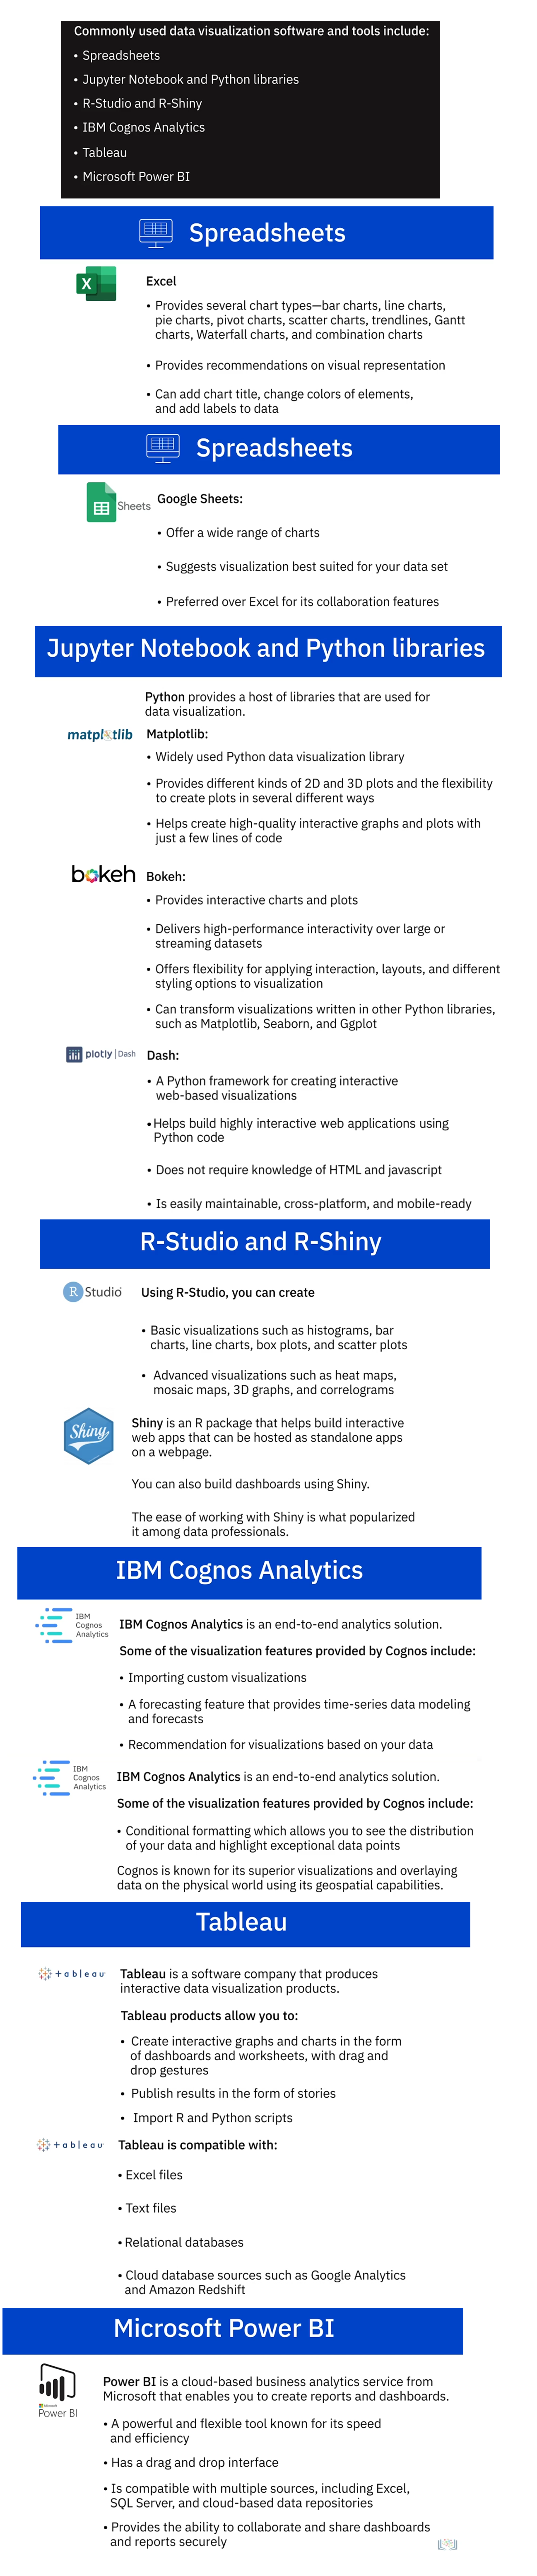 Commonly used data visualization software and tools include:
• Spreadsheets
• Jupyter Notebook and Python libraries
• R-Studio and R-Shiny
• IBM Cognos Analytics
• Tableau
• Microsoft Power BI
Spreadsheets
X
Excel
• Provides several chart types—bar charts, line charts,
pie charts, pivot charts, scatter charts, trendlines, Gantt
charts, Waterfall charts, and combination charts
• Provides recommendations on visual representation
• Can add chart title, change colors of elements,
and add labels to data
Spreadsheets
Sheets
Google Sheets:
• Offer a wide range of charts
• Suggests visualization best suited for your data set
• Preferred over Excel for its collaboration features
Jupyter Notebook and Python libraries
Python provides a host of libraries that are used for
data visualization.
matplotlib
Matplotlib:
• Widely used Python data visualization library
• Provides different kinds of 2D and 3D plots and the flexibility
to create plots in several different ways
• Helps create high-quality interactive graphs and plots with
just a few lines of code
bokeh
Bokeh:
• Provides interactive charts and plots
• Delivers high-performance interactivity over large or
streaming datasets
• Offers flexibility for applying interaction, layouts, and different
styling options to visualization
• Can transform visualizations written in other Python libraries,
such as Matplotlib, Seaborn, and Ggplot
plotly | Dash
Dash:
• A Python framework for creating interactive
web-based visualizations
• Helps build highly interactive web applications using
Python code
• Does not require knowledge of HTML and javascript
• Is easily maintainable, cross-platform, and mobile-ready
R-Studio and R-Shiny
R Studio
Using R-Studio, you can create
• Basic visualizations such as histograms, bar
charts, line charts, box plots, and scatter plots
• Advanced visualizations such as heat maps,
mosaic maps, 3D graphs, and correlograms
Shiny
Shiny is an R package that helps build interactive
web apps that can be hosted as standalone apps
on a webpage.
You can also build dashboards using Shiny.
The ease of working with Shiny is what popularized
it among data professionals.
IBM Cognos Analytics
IBM
Cognos
Analytics
IBM Cognos Analytics is an end-to-end analytics solution.
Some of the visualization features provided by Cognos include:
• Importing custom visualizations
• A forecasting feature that provides time-series data modeling
and forecasts
• Recommendation for visualizations based on your data
IBM
Cognos
Analytics
IBM Cognos Analytics is an end-to-end analytics solution.
Some of the visualization features provided by Cognos include:
• Conditional formatting which allows you to see the distribution
of your data and highlight exceptional data points
Cognos is known for its superior visualizations and overlaying
data on the physical world using its geospatial capabilities.
Tableau
+ a b | e a u
Tableau is a software company that produces
interactive data visualization products.
Tableau products allow you to:
• Create interactive graphs and charts in the form
of dashboards and worksheets, with drag and
drop gestures
• Publish results in the form of stories
• Import R and Python scripts
+ a b | e a u
Tableau is compatible with:
• Excel files
• Text files
• Relational databases
• Cloud database sources such as Google Analytics
and Amazon Redshift
Microsoft Power BI
Microsoft
Power BI
Power BI is a cloud-based business analytics service from
Microsoft that enables you to create reports and dashboards.
• A powerful and flexible tool known for its speed
and efficiency
• Has a drag and drop interface
• Is compatible with multiple sources, including Excel,
SQL Server, and cloud-based data repositories
• Provides the ability to collaborate and share dashboards
and reports securely